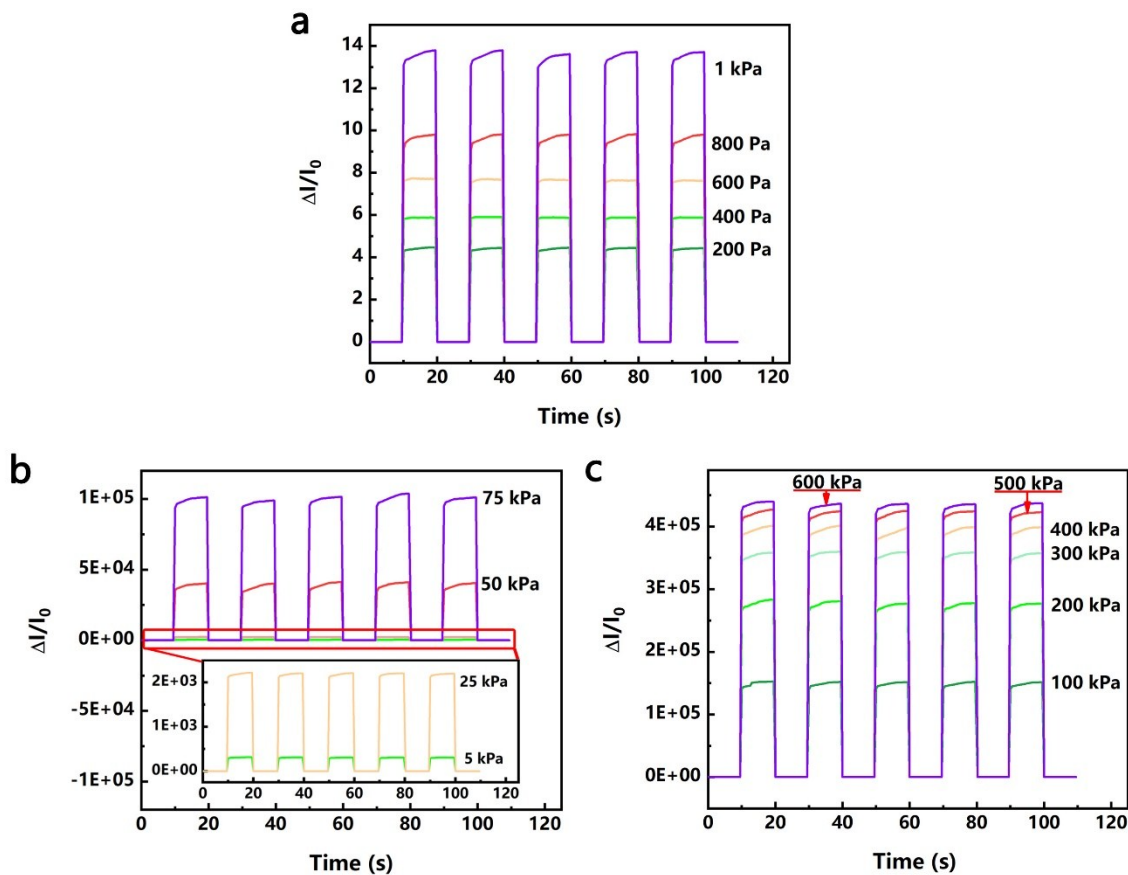 a
14
12
10
8
6
4
2
0
ΔI/I0
1 kPa
800 Pa
600 Pa
400 Pa
200 Pa
0 20 40 60 80 100 120
Time (s)
b
1E+05
5E+04
0E+00
-5E+04
-1E+05
ΔI/I0
75 kPa
50 kPa
2E+03
1E+03
0E+00
25 kPa
5 kPa
0 20 40 60 80 100 120
0 20 40 60 80 100 120
Time (s)
c
4E+05
3E+05
2E+05
1E+05
0E+00
ΔI/I0
600 kPa
500 kPa
400 kPa
300 kPa
200 kPa
100 kPa
0 20 40 60 80 100 120
Time (s)